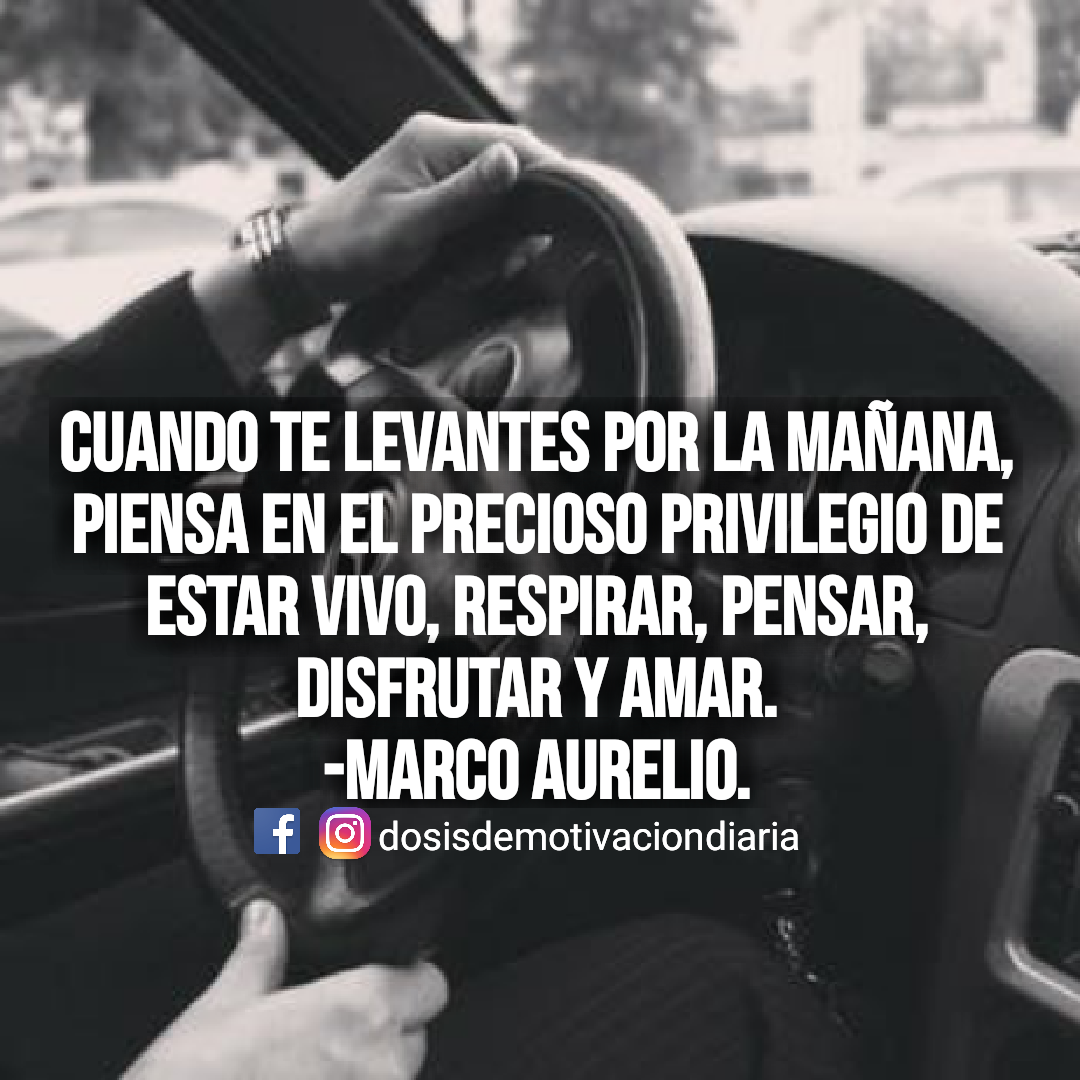 CUANDO TE LEVANTES POR LA MAÑANA,
PIENSA EN EL PRECIOSO PRIVILEGIO DE
ESTAR VIVO, RESPIRAR, PENSAR,
DISFRUTAR Y AMAR.
-MARCO AURELIO.
dosisdemotivaciondiaria